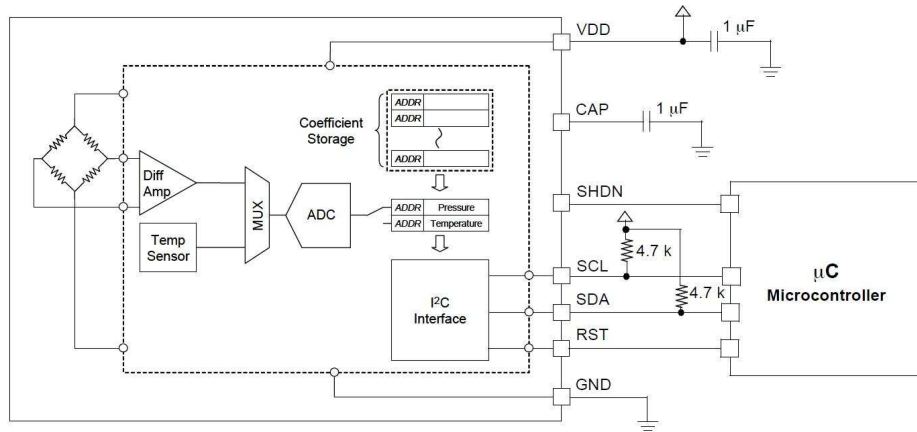 VDD
1 μF
CAP
1 μF
Coefficient
Storage
ADDR
ADDR
ADDR
Diff
Amp
MUX
ADC
ADDR Pressure
ADDR Temperature
Temp
Sensor
I²C
Interface
SHDN
4.7 k
SCL
4.7 k
SDA
RST
GND
μC
Microcontroller